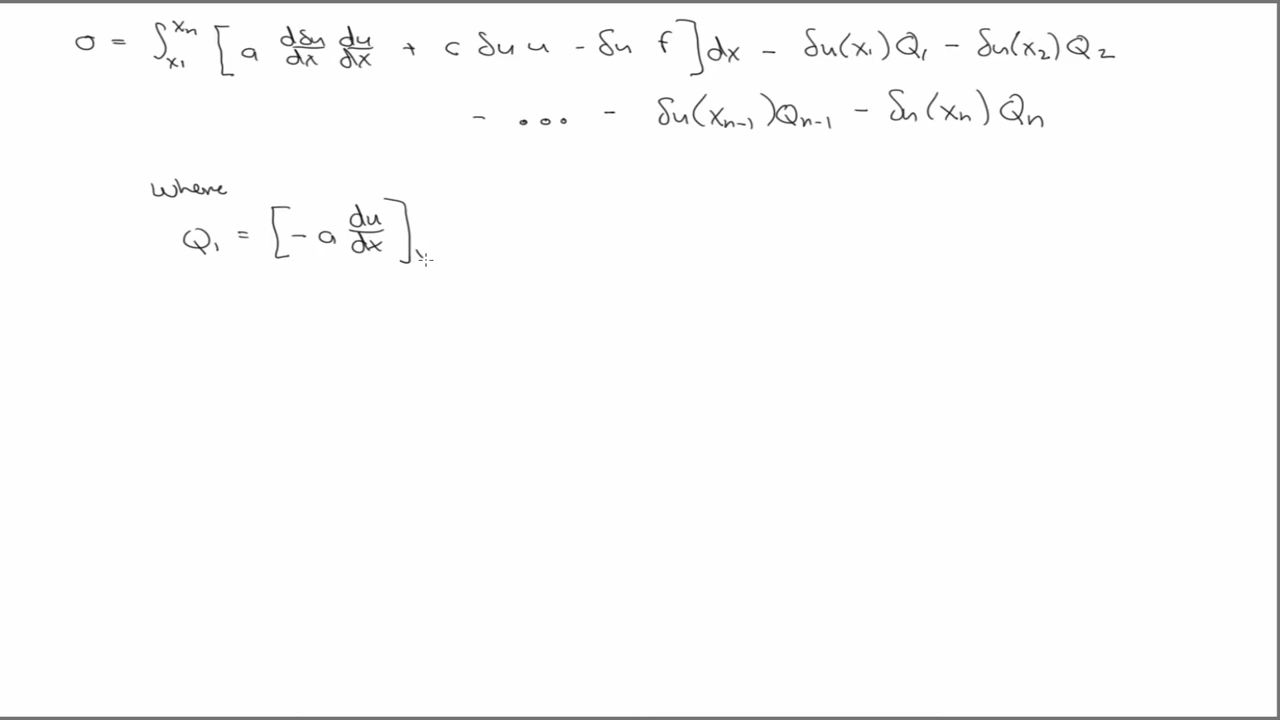 0 = ∫_{x₁}^{xₙ} [ a dδu/dx du/dx + c δu u - δu f ] dx - δu(x₁)Q₁ - δu(x₂)Q₂
- ... - δu(xₙ₋₁)Qₙ₋₁ - δu(xₙ)Qₙ
where
Q₁ = [ - a du/dx ]